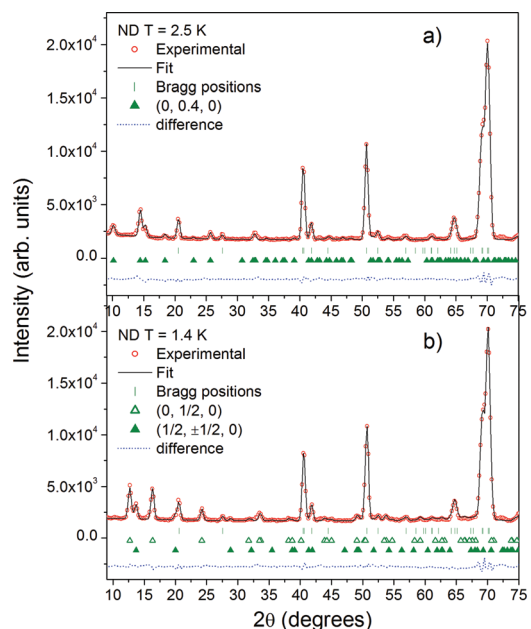 ND T = 2.5 K
a)
Experimental
Fit
Bragg positions
(0, 0.4, 0)
difference
2.0x10⁴
1.5x10⁴
1.0x10⁴
5.0x10³
0.0
10 15 20 25 30 35 40 45 50 55 60 65 70 75
Intensity (arb. units)
ND T = 1.4 K
b)
Experimental
Fit
Bragg positions
(0, 1/2, 0)
(1/2, ±1/2, 0)
difference
2.0x10⁴
1.5x10⁴
1.0x10⁴
5.0x10³
0.0
10 15 20 25 30 35 40 45 50 55 60 65 70 75
2θ (degrees)